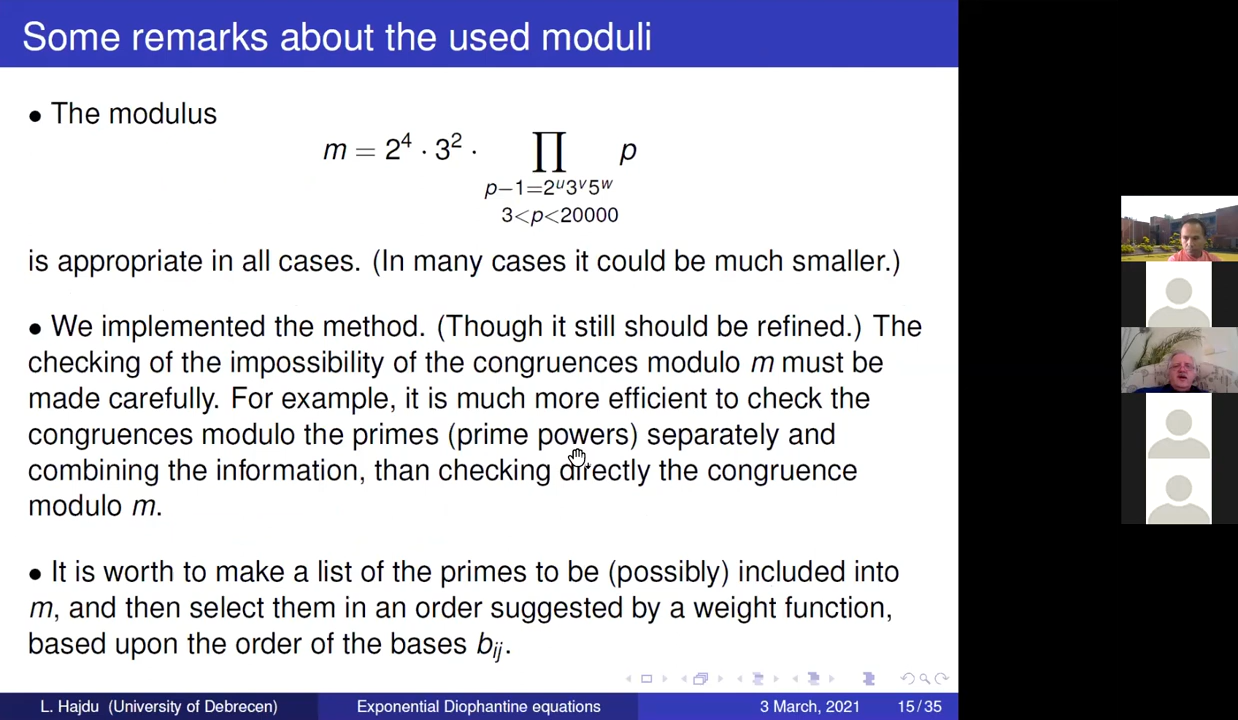 Some remarks about the used moduli
• The modulus
m = 2⁴ · 3² · ∏ p
p−1=2ᵘ3ᵛ5ʷ
3<p<20000
is appropriate in all cases. (In many cases it could be much smaller.)
• We implemented the method. (Though it still should be refined.) The
checking of the impossibility of the congruences modulo m must be
made carefully. For example, it is much more efficient to check the
congruences modulo the primes (prime powers) separately and
combining the information, than checking directly the congruence
modulo m.
• It is worth to make a list of the primes to be (possibly) included into
m, and then select them in an order suggested by a weight function,
based upon the order of the bases bᵢⱼ.
L. Hajdu (University of Debrecen) Exponential Diophantine equations 3 March, 2021 15 / 35